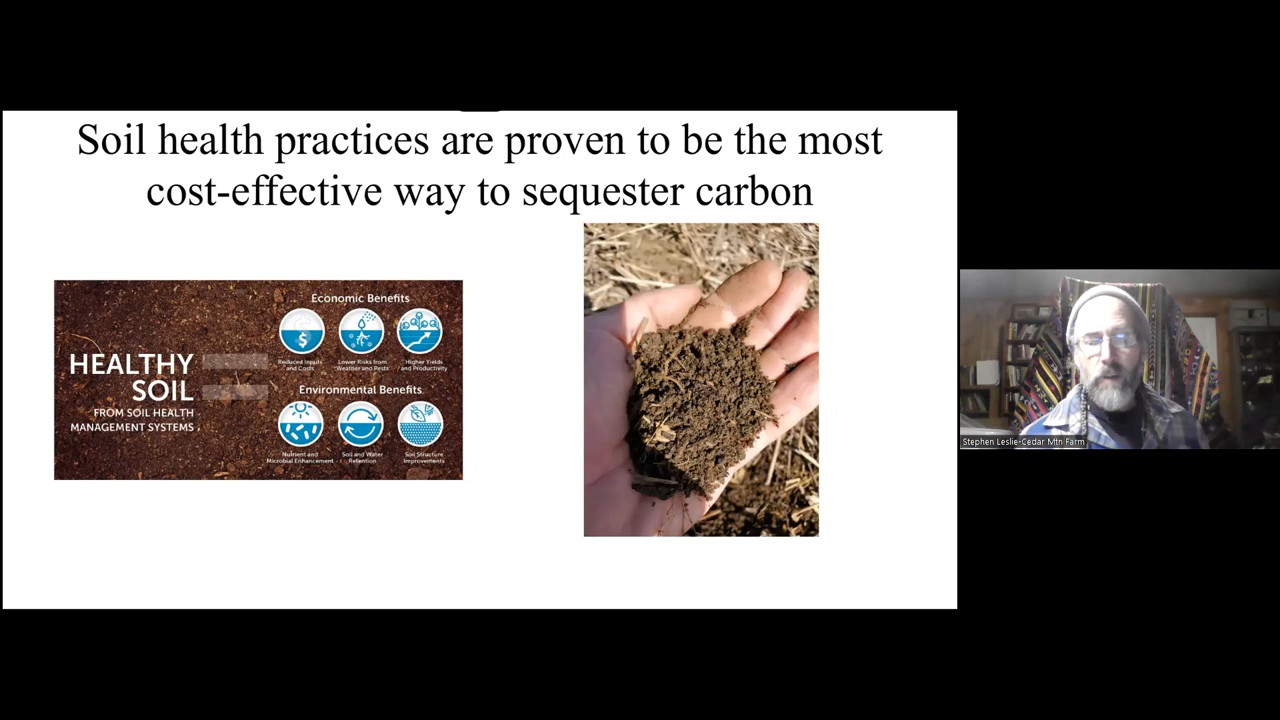 Soil health practices are proven to be the most
cost-effective way to sequester carbon
HEALTHY
SOIL
FROM SOIL HEALTH
MANAGEMENT SYSTEMS
Economic Benefits
Reduced Inputs
and Costs
Lower Risks from
Weather and Pests
Higher Yields
and Productivity
Environmental Benefits
Nutrient and
Microbial Enhancement
Soil and Water
Retention
Soil Structure
Improvements
Stephen Leslie-Cedar Mtn Farm